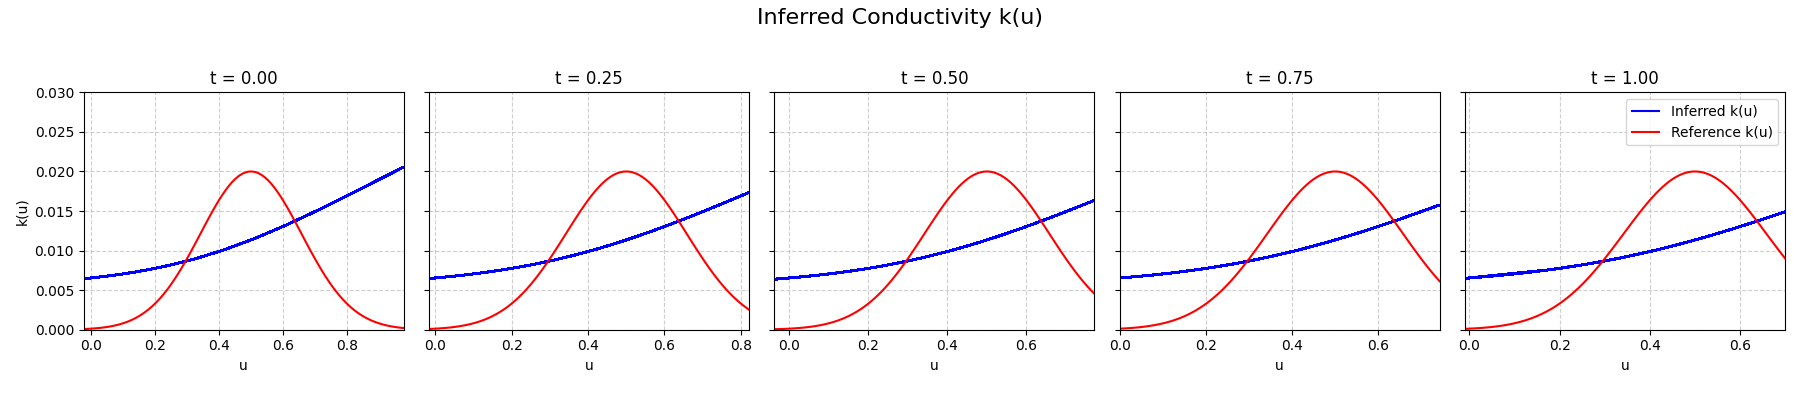 Inferred Conductivity k(u)
t = 0.00
t = 0.25
t = 0.50
t = 0.75
t = 1.00
k(u)
0.030
0.025
0.020
0.015
0.010
0.005
0.000
Inferred k(u)
Reference k(u)
0.0 0.2 0.4 0.6 0.8
0.0 0.2 0.4 0.6 0.8
0.0 0.2 0.4 0.6
0.0 0.2 0.4 0.6
0.0 0.2 0.4 0.6
u
u
u
u
u